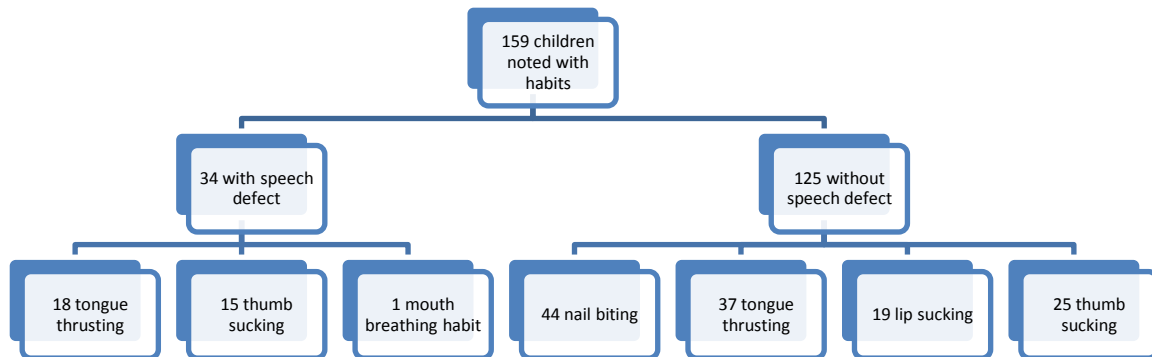 159 children
noted with
habits
34 with speech
defect
125 without
speech defect
18 tongue
thrusting
15 thumb
sucking
1 mouth
breathing habit
44 nail biting
37 tongue
thrusting
19 lip sucking
25 thumb
sucking